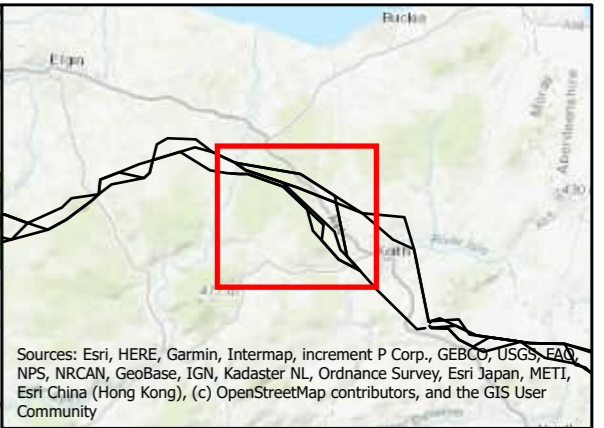 Buckie
Elgin
Moray
Aberdeenshire
430
River Isla
Keith
Sources: Esri, HERE, Garmin, Intermap, increment P Corp., GEBCO, USGS, FAO,
NPS, NRCAN, GeoBase, IGN, Kadaster NL, Ordnance Survey, Esri Japan, METI,
Esri China (Hong Kong), (c) OpenStreetMap contributors, and the GIS User
Community